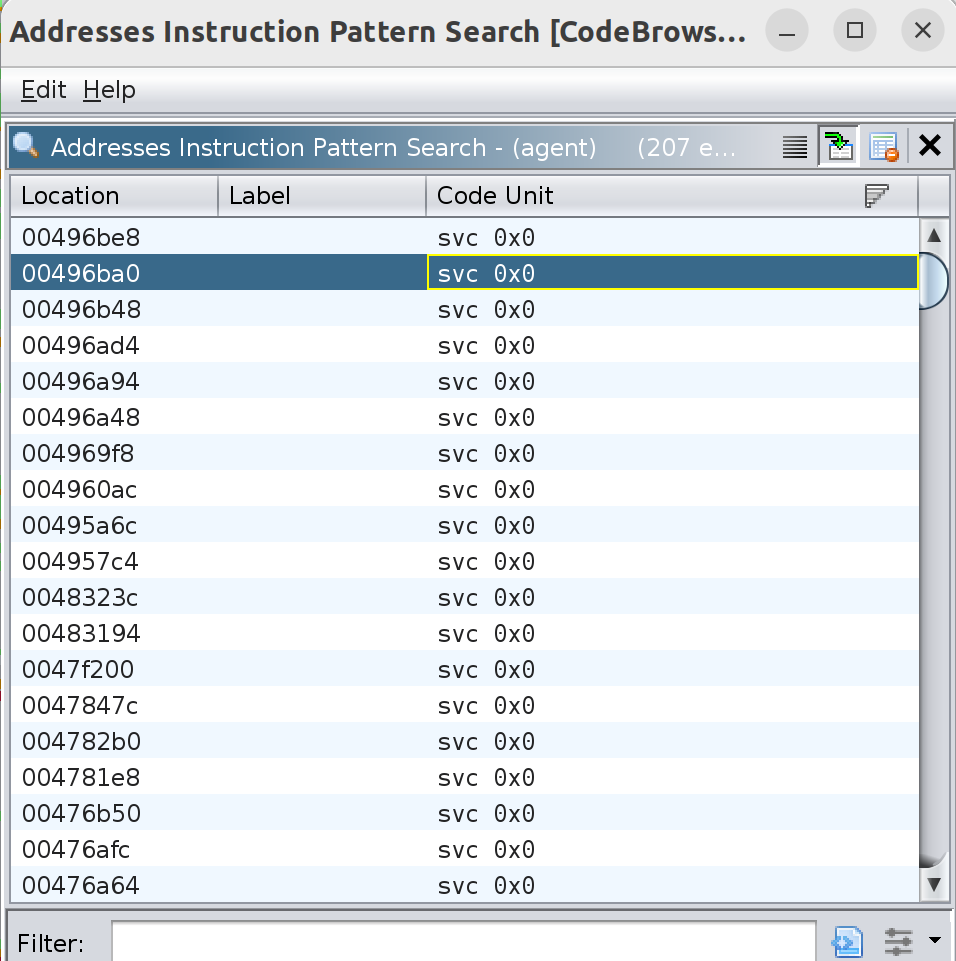 Addresses Instruction Pattern Search [CodeBrows...
Edit Help
Addresses Instruction Pattern Search - (agent) (207 e...
Location Label Code Unit
00496be8 svc 0x0
00496ba0 svc 0x0
00496b48 svc 0x0
00496ad4 svc 0x0
00496a94 svc 0x0
00496a48 svc 0x0
004969f8 svc 0x0
004960ac svc 0x0
00495a6c svc 0x0
004957c4 svc 0x0
0048323c svc 0x0
00483194 svc 0x0
0047f200 svc 0x0
0047847c svc 0x0
004782b0 svc 0x0
004781e8 svc 0x0
00476b50 svc 0x0
00476afc svc 0x0
00476a64 svc 0x0
Filter: